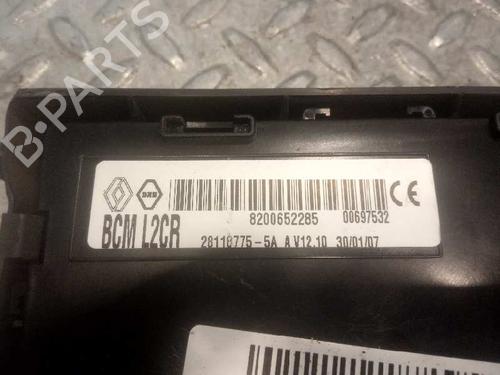 B-PARTS
8200652285 00697532
BCM L2CR 28118775-5A A V12.10 30/01/07
CE